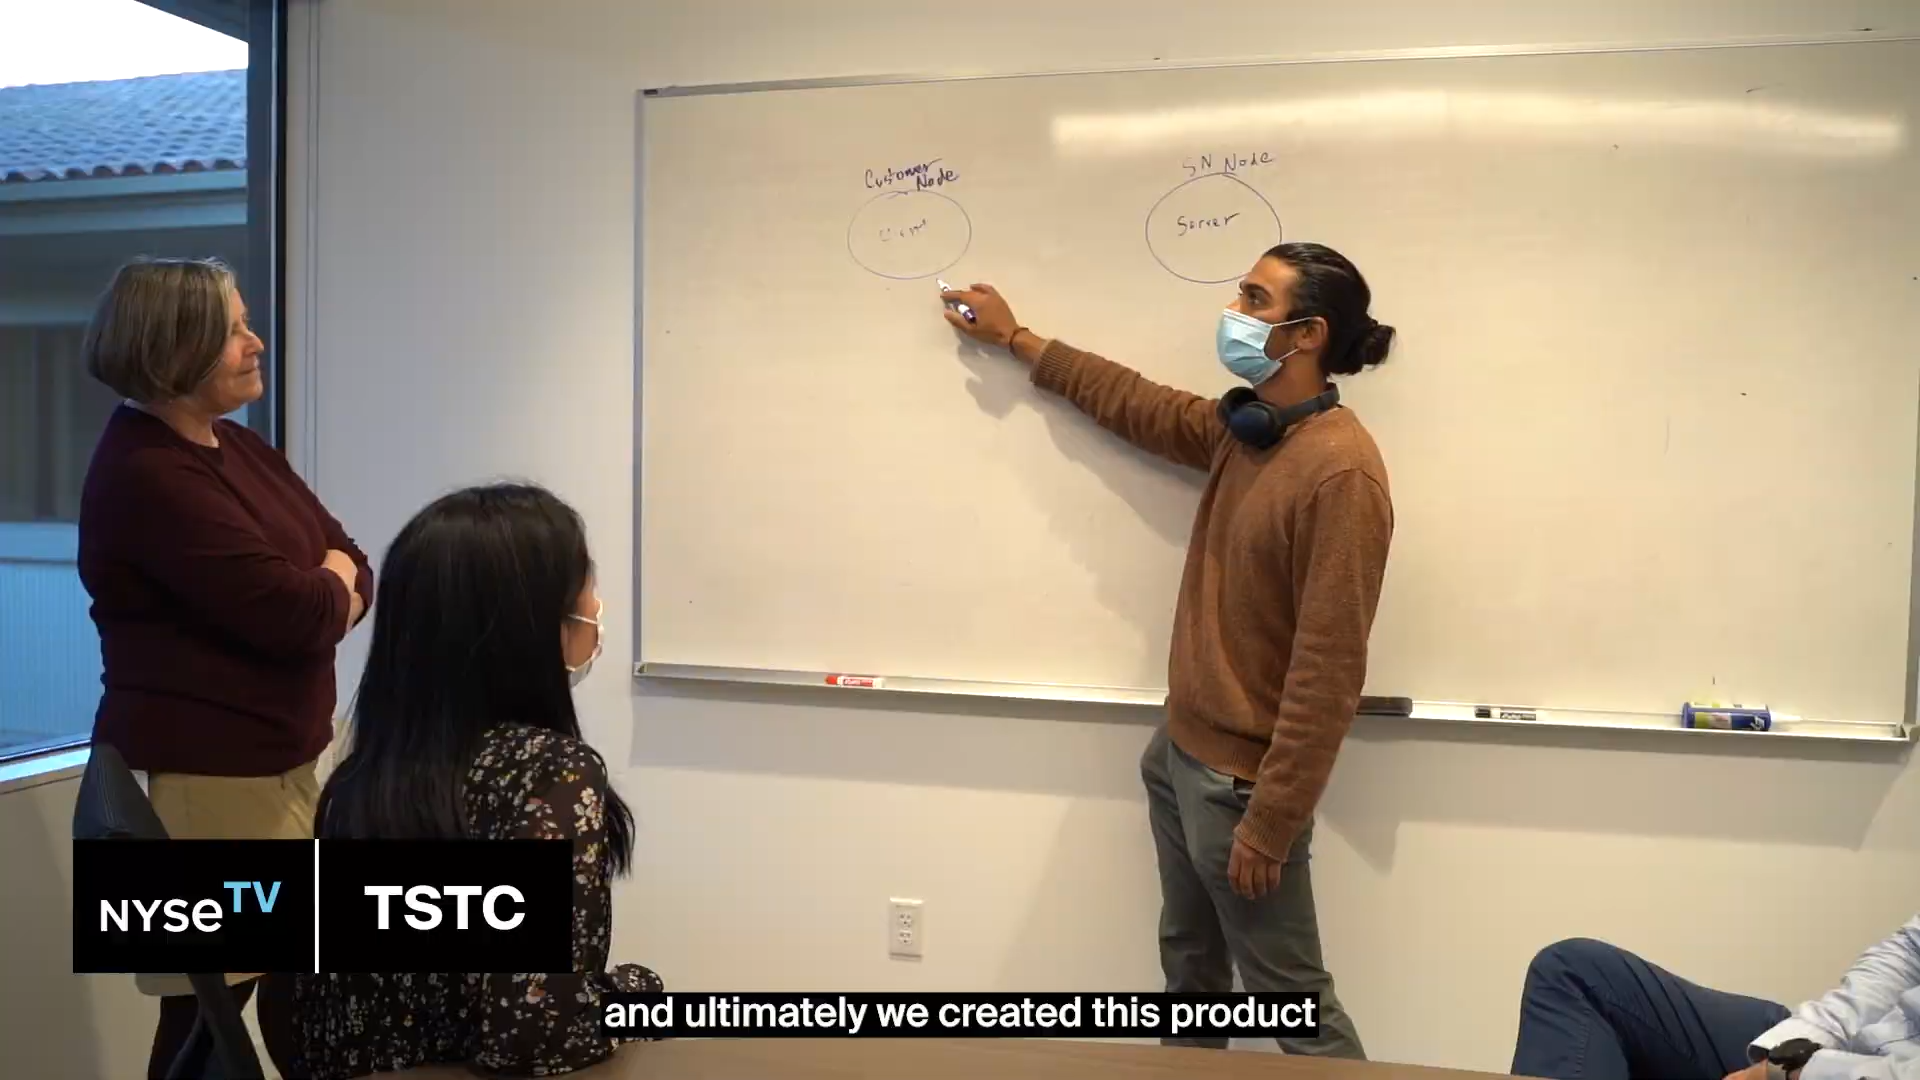 Customer
Node
SN Node
Client
Server
NYSE TV
TSTC
and ultimately we created this product